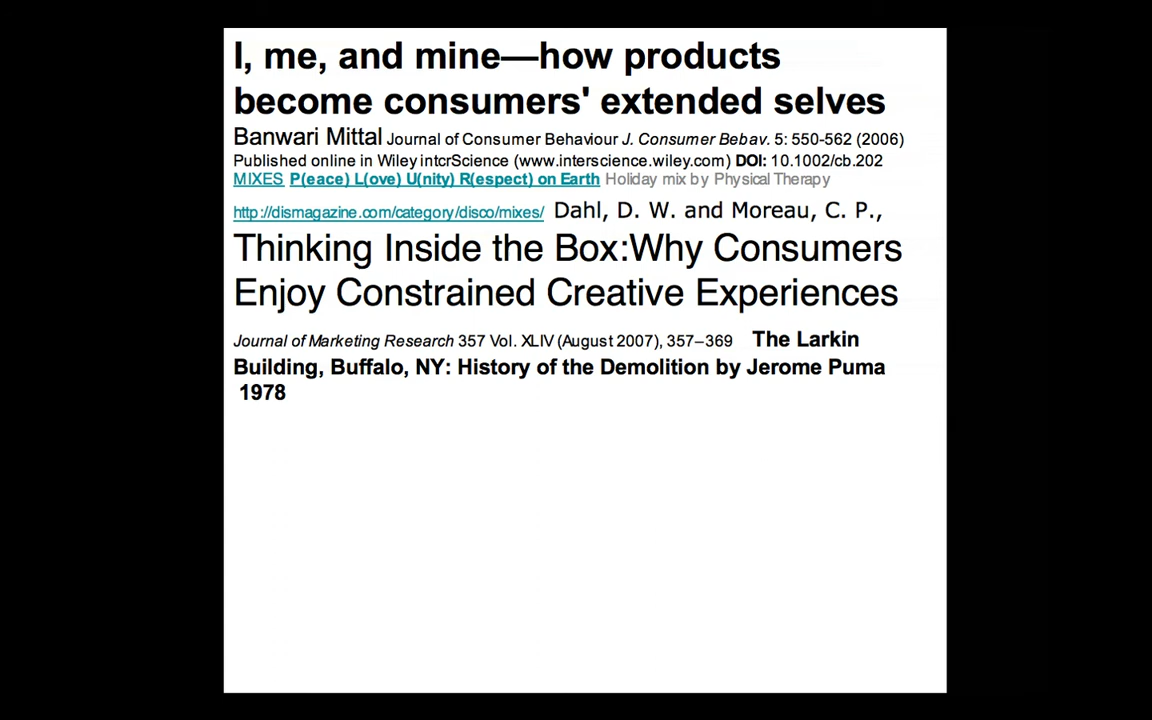 I, me, and mine—how products
become consumers' extended selves
Banwari Mittal Journal of Consumer Behaviour J. Consumer Bebav. 5: 550-562 (2006)
Published online in Wiley intcrScience (www.interscience.wiley.com) DOI: 10.1002/cb.202
MIXES P(eace) L(ove) U(nity) R(espect) on Earth Holiday mix by Physical Therapy
http://dismagazine.com/category/disco/mixes/ Dahl, D. W. and Moreau, C. P.,
Thinking Inside the Box:Why Consumers
Enjoy Constrained Creative Experiences
Journal of Marketing Research 357 Vol. XLIV (August 2007), 357–369 The Larkin
Building, Buffalo, NY: History of the Demolition by Jerome Puma
1978